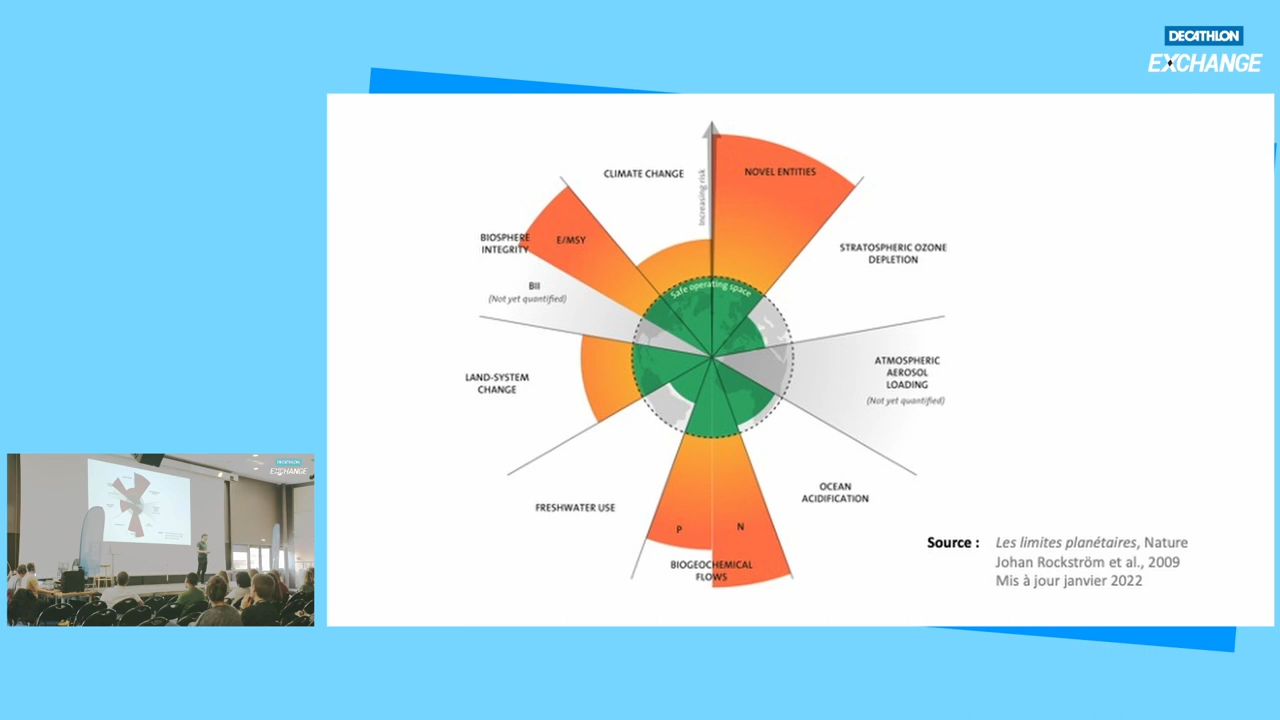 DECATHLON
EXCHANGE
CLIMATE CHANGE
Increasing risk
NOVEL ENTITIES
BIOSPHERE
INTEGRITY
E/MSY
STRATOSPHERIC OZONE
DEPLETION
BII
(Not yet quantified)
Safe operating space
ATMOSPHERIC
AEROSOL
LOADING
(Not yet quantified)
LAND-SYSTEM
CHANGE
OCEAN
ACIDIFICATION
FRESHWATER USE
P
N
BIOGEOCHEMICAL
FLOWS
Source :
Les limites planétaires, Nature
Johan Rockström et al., 2009
Mis à jour janvier 2022
DECATHLON
EXCHANGE